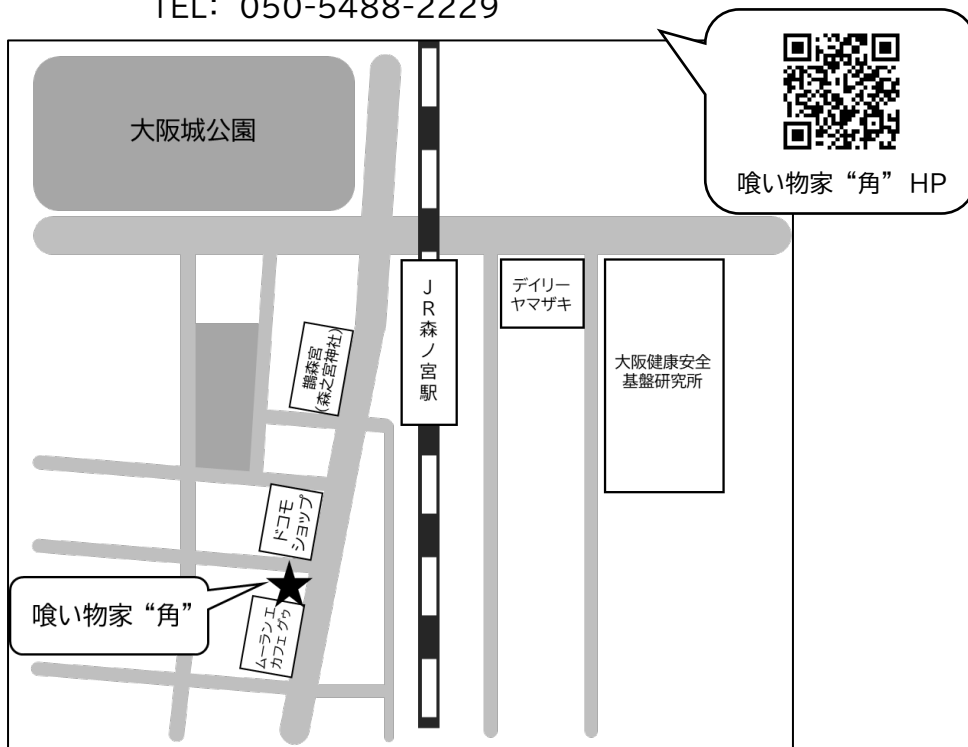 TEL: 050-5488-2229
喰い物家“角” HP
大阪城公園
JR森ノ宮駅
デイリー
ヤマザキ
大阪健康安全
基盤研究所
鵲森宮
(森之宮神社)
ドコモ
ショップ
喰い物家“角”
ムーラン エ
カフェ グゥ